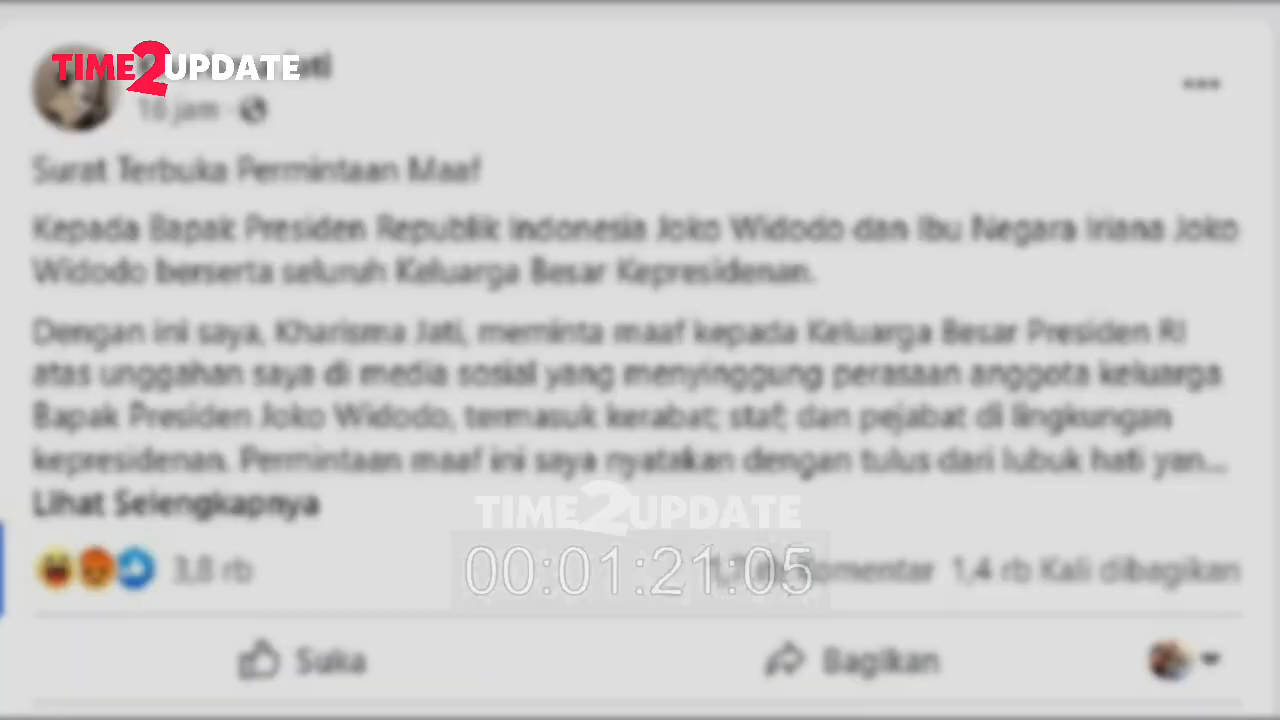 TIME2UPDATE
18 jam
Surat Terbuka Permintaan Maaf
Kepada Bapak Presiden Republik Indonesia Joko Widodo dan Ibu Negara Iriana Joko
Widodo berserta seluruh Keluarga Besar Kepresidenan.
Dengan ini saya, Kharisma Jati, meminta maaf kepada Keluarga Besar Presiden RI
atas unggahan saya di media sosial yang menyinggung perasaan anggota keluarga
Bapak Presiden Joko Widodo, termasuk kerabat; staf; dan pejabat di lingkungan
kepresidenan. Permintaan maaf ini saya nyatakan dengan tulus dari lubuk hati yan...
Lihat Selengkapnya
TIME2UPDATE
00:01:21:05
3,8 rb
Komentar 1,4 rb Kali dibagikan
Suka
Bagikan